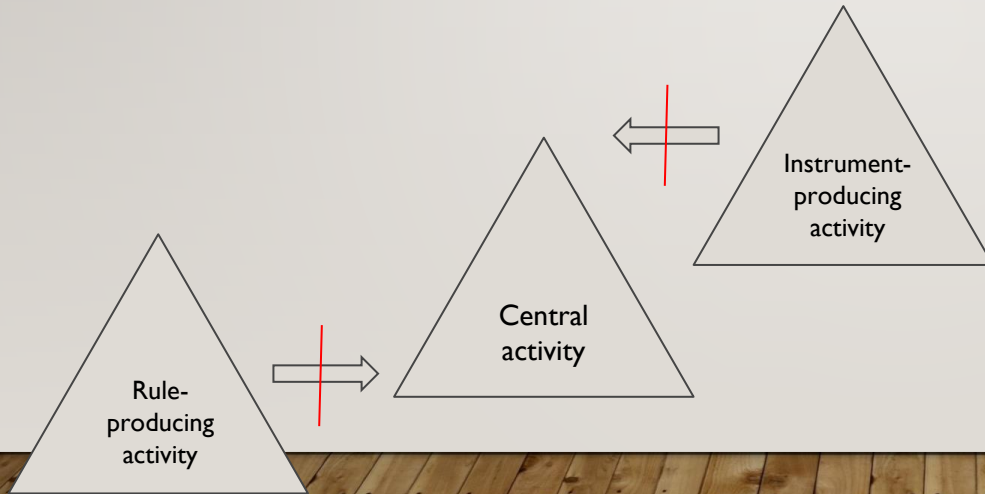 Instrument-
producing
activity
Central
activity
Rule-
producing
activity